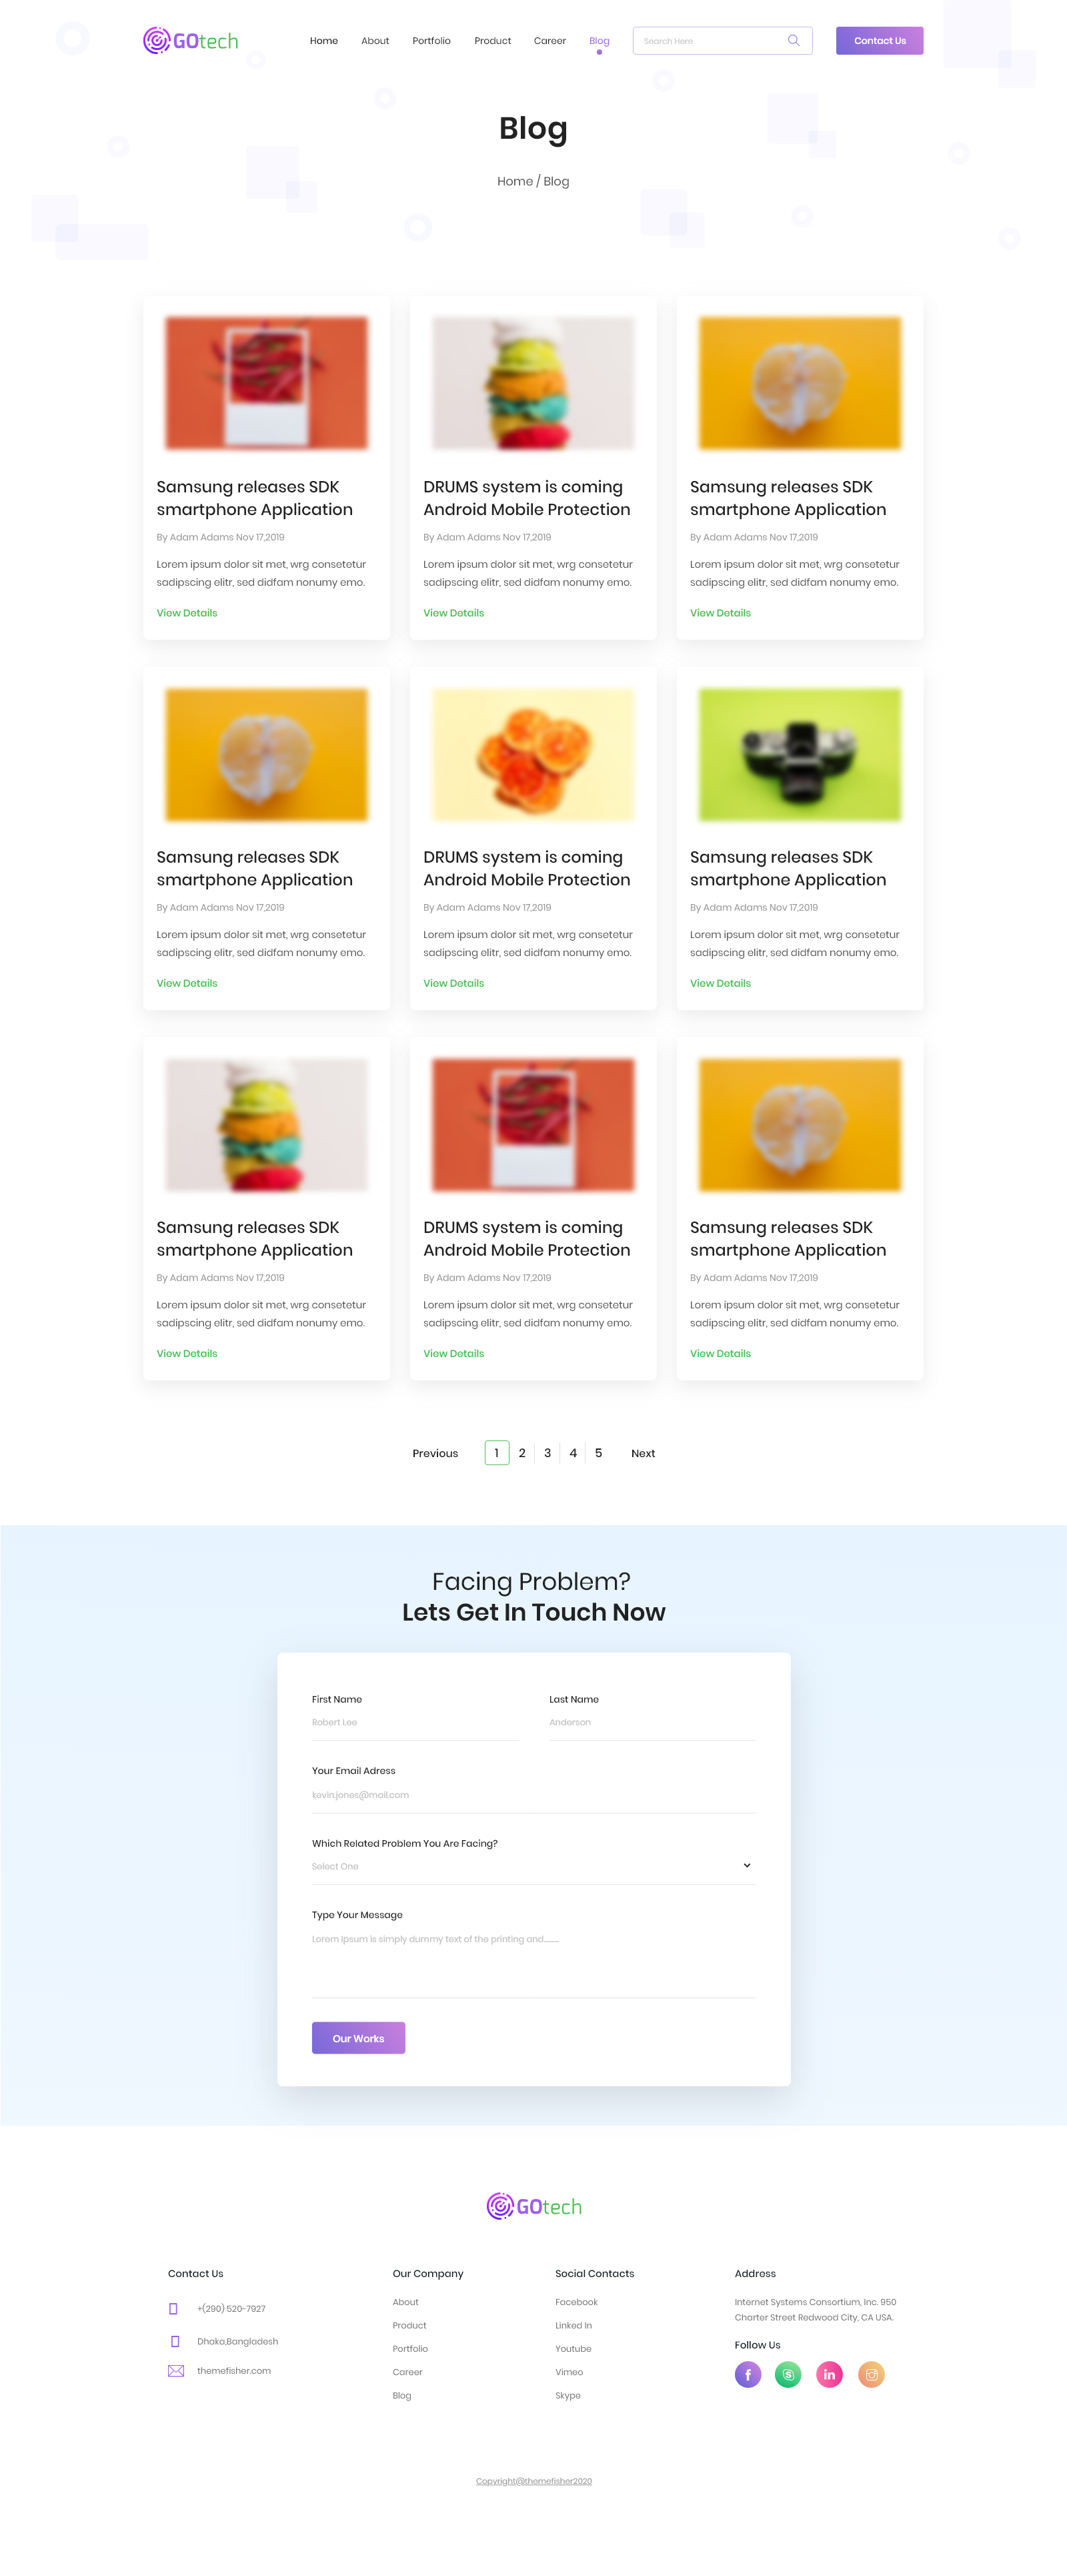 GOtech
Home About Portfolio Product Career Blog Search Here Contact Us
Blog
Home / Blog
Samsung releases SDK
smartphone Application
By Adam Adams Nov 17,2019
Lorem ipsum dolor sit met, wrg consetetur
sadipscing elitr, sed didfam nonumy emo.
View Details
DRUMS system is coming
Android Mobile Protection
By Adam Adams Nov 17,2019
Lorem ipsum dolor sit met, wrg consetetur
sadipscing elitr, sed didfam nonumy emo.
View Details
Samsung releases SDK
smartphone Application
By Adam Adams Nov 17,2019
Lorem ipsum dolor sit met, wrg consetetur
sadipscing elitr, sed didfam nonumy emo.
View Details
Samsung releases SDK
smartphone Application
By Adam Adams Nov 17,2019
Lorem ipsum dolor sit met, wrg consetetur
sadipscing elitr, sed didfam nonumy emo.
View Details
DRUMS system is coming
Android Mobile Protection
By Adam Adams Nov 17,2019
Lorem ipsum dolor sit met, wrg consetetur
sadipscing elitr, sed didfam nonumy emo.
View Details
Samsung releases SDK
smartphone Application
By Adam Adams Nov 17,2019
Lorem ipsum dolor sit met, wrg consetetur
sadipscing elitr, sed didfam nonumy emo.
View Details
Samsung releases SDK
smartphone Application
By Adam Adams Nov 17,2019
Lorem ipsum dolor sit met, wrg consetetur
sadipscing elitr, sed didfam nonumy emo.
View Details
DRUMS system is coming
Android Mobile Protection
By Adam Adams Nov 17,2019
Lorem ipsum dolor sit met, wrg consetetur
sadipscing elitr, sed didfam nonumy emo.
View Details
Samsung releases SDK
smartphone Application
By Adam Adams Nov 17,2019
Lorem ipsum dolor sit met, wrg consetetur
sadipscing elitr, sed didfam nonumy emo.
View Details
Previous 1 2 3 4 5 Next
Facing Problem?
Lets Get In Touch Now
First Name
Robert Lee
Last Name
Anderson
Your Email Adress
kevin.jones@mail.com
Which Related Problem You Are Facing?
Select One
Type Your Message
Lorem Ipsum is simply dummy text of the printing and.........
Our Works
GOtech
Contact Us
+(290) 520-7927
Dhaka,Bangladesh
themefisher.com
Our Company
About
Product
Portfolio
Career
Blog
Social Contacts
Facebook
Linked In
Youtube
Vimeo
Skype
Address
Internet Systems Consortium, Inc. 950
Charter Street Redwood City, CA USA.
Follow Us
Copyright@themefisher2020